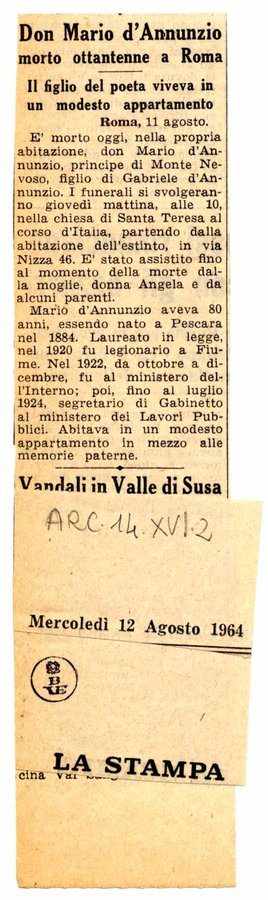 Don Mario d'Annunzio
morto ottantenne a Roma
Il figlio del poeta viveva in
un modesto appartamento
Roma, 11 agosto.
E' morto oggi, nella propria
abitazione, don Mario d'An-
nunzio, principe di Monte Ne-
voso, figlio di Gabriele d'An-
nunzio. I funerali si svolgeran-
no giovedì mattina, alle 10,
nella chiesa di Santa Teresa al
corso d'Italia, partendo dalla
abitazione dell'estinto, in via
Nizza 46. E' stato assistito fino
al momento della morte dal-
la moglie, donna Angela e da
alcuni parenti.
Mario d'Annunzio aveva 80
anni, essendo nato a Pescara
nel 1884. Laureato in legge,
nel 1920 fu legionario a Fiu-
me. Nel 1922, da ottobre a di-
cembre, fu al ministero del-
l'Interno; poi, fino al luglio
1924, segretario di Gabinetto
al ministero dei Lavori Pub-
blici. Abitava in un modesto
appartamento in mezzo alle
memorie paterne.
Vandali in Valle di Susa
ARC. 14. XVI. 2
Mercoledì 12 Agosto 1964
BVE
LA STAMPA
cina Val